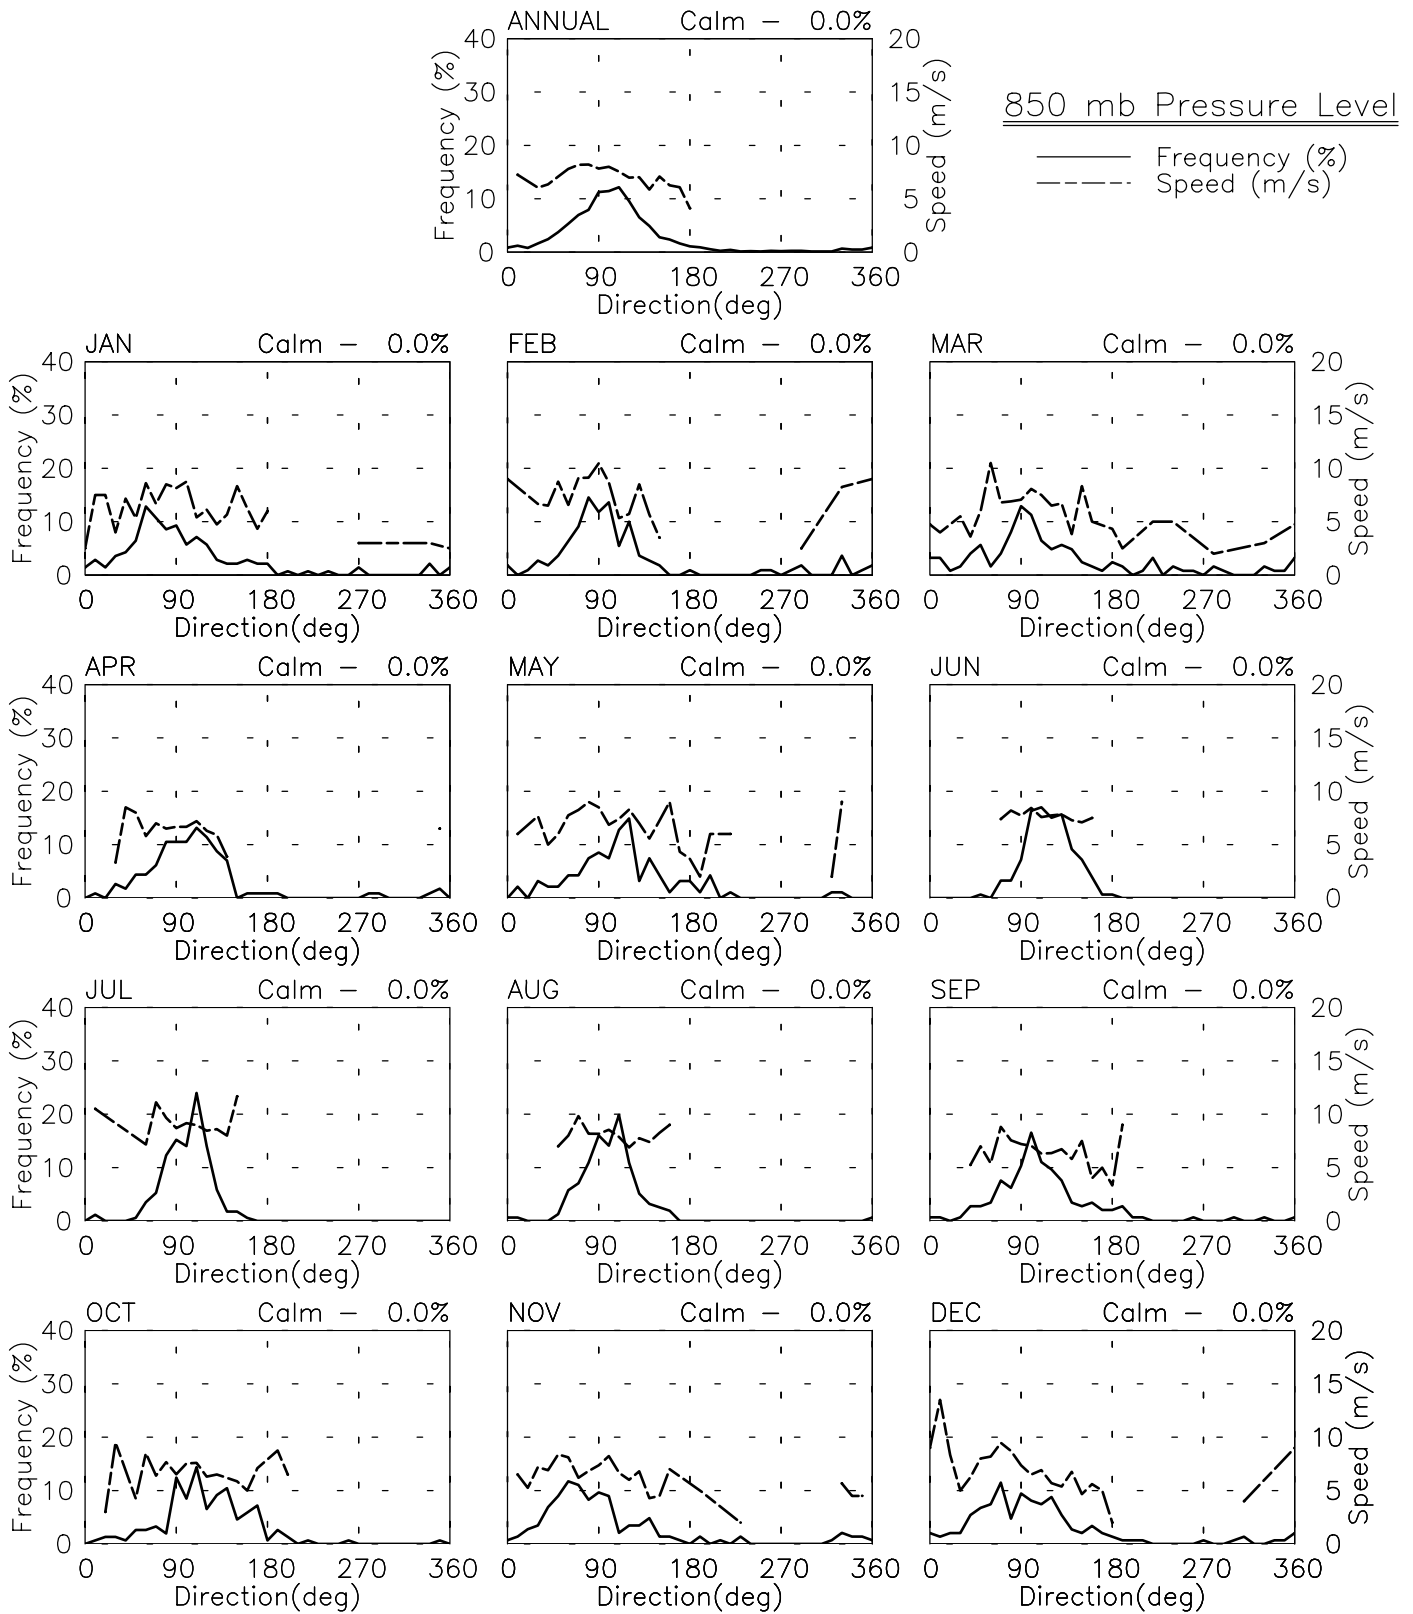 ANNUAL Calm – 0.0%
40 20
30 15
20 10
10 5
0 0
0 90 180 270 360
Direction(deg)
Frequency (%)
Speed (m/s)
850 mb Pressure Level
Frequency (%)
Speed (m/s)
JAN Calm – 0.0%
FEB Calm – 0.0%
MAR Calm – 0.0%
40 20
30 15
20 10
10 5
0 0
Frequency (%)
Speed (m/s)
0 90 180 270 360
0 90 180 270 360
0 90 180 270 360
Direction(deg) Direction(deg) Direction(deg)
APR Calm – 0.0%
MAY Calm – 0.0%
JUN Calm – 0.0%
40 20
30 15
20 10
10 5
0 0
Frequency (%)
Speed (m/s)
0 90 180 270 360
0 90 180 270 360
0 90 180 270 360
Direction(deg) Direction(deg) Direction(deg)
JUL Calm – 0.0%
AUG Calm – 0.0%
SEP Calm – 0.0%
40 20
30 15
20 10
10 5
0 0
Frequency (%)
Speed (m/s)
0 90 180 270 360
0 90 180 270 360
0 90 180 270 360
Direction(deg) Direction(deg) Direction(deg)
OCT Calm – 0.0%
NOV Calm – 0.0%
DEC Calm – 0.0%
40 20
30 15
20 10
10 5
0 0
Frequency (%)
Speed (m/s)
0 90 180 270 360
0 90 180 270 360
0 90 180 270 360
Direction(deg) Direction(deg) Direction(deg)